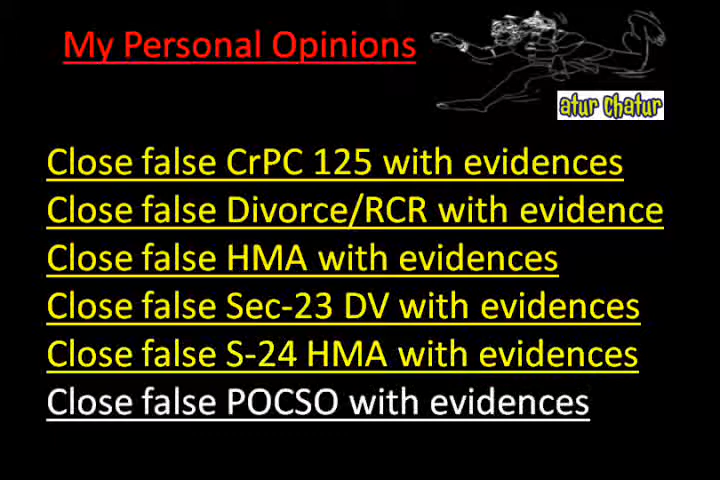 My Personal Opinions
atur chatur
Close false CrPC 125 with evidences
Close false Divorce/RCR with evidence
Close false HMA with evidences
Close false Sec-23 DV with evidences
Close false S-24 HMA with evidences
Close false POCSO with evidences